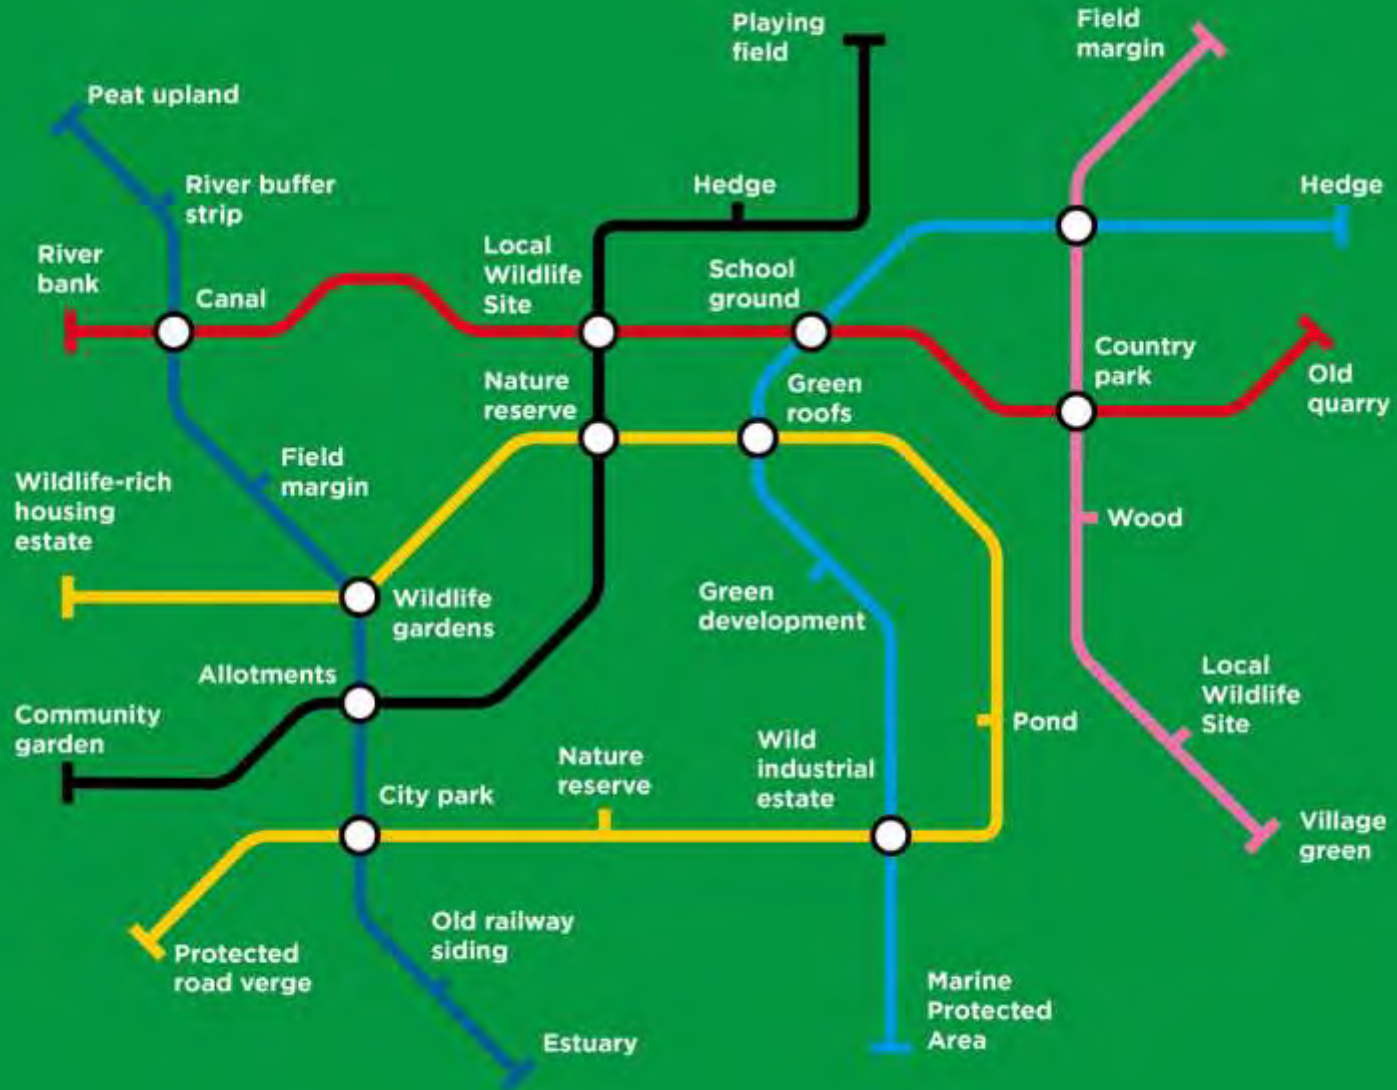 Playing
field
Field
margin
Peat upland
River buffer
strip
Hedge
Hedge
River
bank
Canal
Local
Wildlife
Site
School
ground
Country
park
Old
quarry
Nature
reserve
Green
roofs
Field
margin
Wildlife-rich
housing
estate
Wood
Wildlife
gardens
Green
development
Allotments
Local
Wildlife
Site
Community
garden
Pond
Nature
reserve
Wild
industrial
estate
City park
Village
green
Old railway
siding
Protected
road verge
Marine
Protected
Area
Estuary